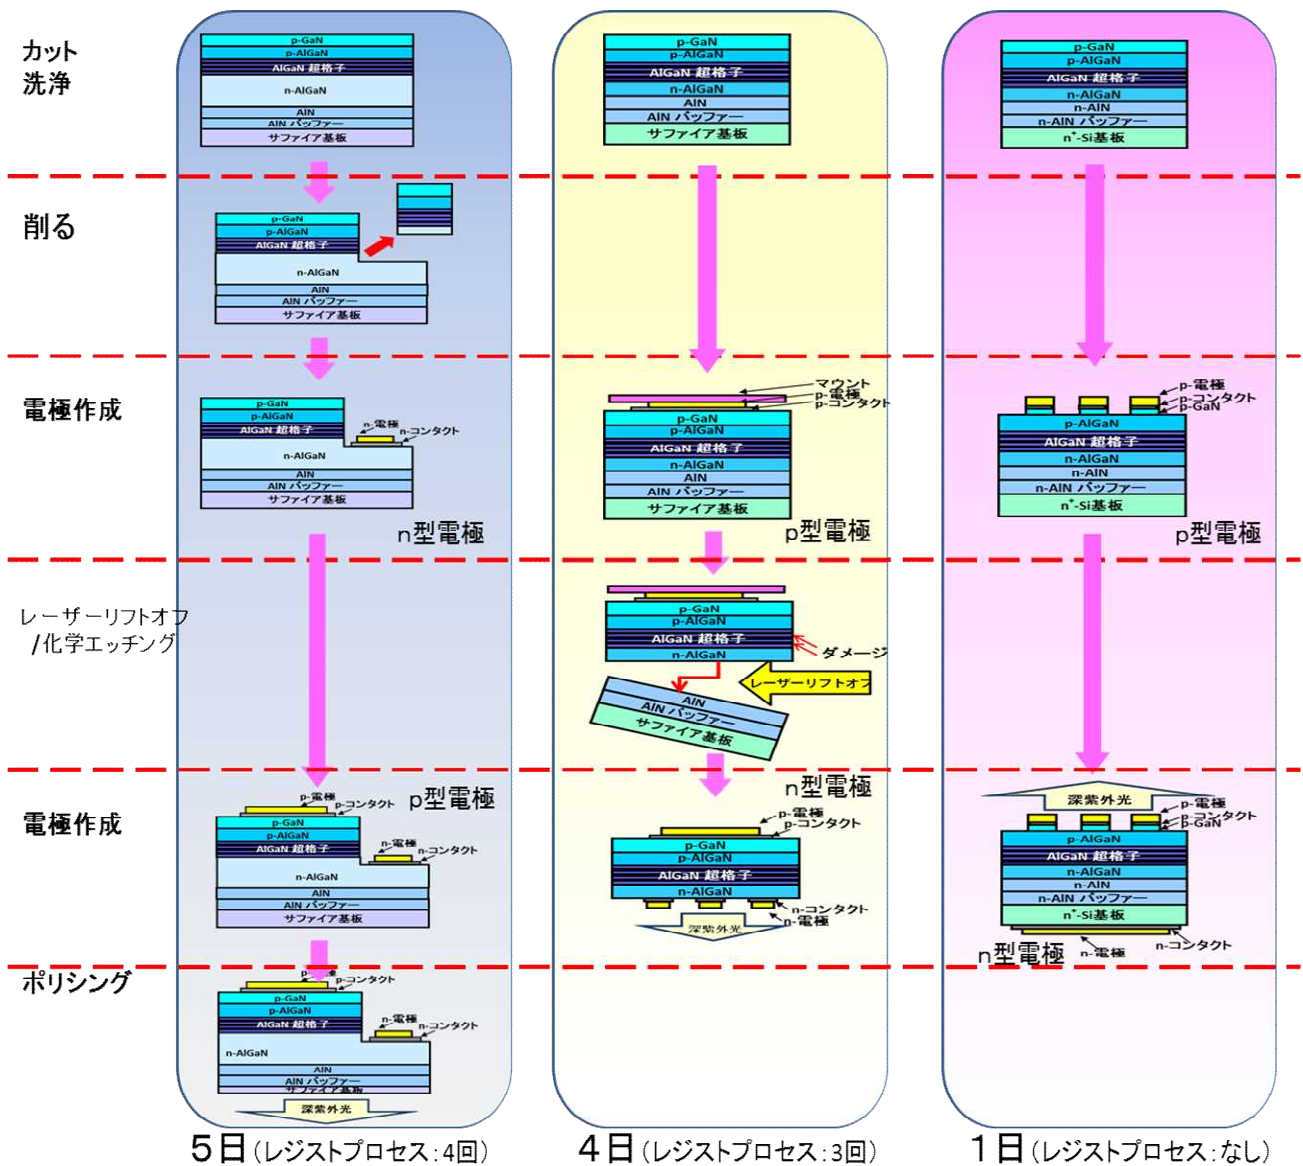 カット
洗浄
p-GaN
p-AlGaN
AlGaN 超格子
n-AlGaN
AlN
AlN バッファー
サファイア基板
p-GaN
p-AlGaN
AlGaN 超格子
n-AlGaN
AlN
AlN バッファー
サファイア基板
p-GaN
p-AlGaN
AlGaN 超格子
n-AlGaN
n-AlN
n-AlN バッファー
n⁺-Si基板
削る
p-GaN
p-AlGaN
AlGaN 超格子
n-AlGaN
AlN
AlN バッファー
サファイア基板
電極作成
p-GaN
p-AlGaN
AlGaN 超格子
n-電極
n-コンタクト
n-AlGaN
AlN
AlN バッファー
サファイア基板
n型電極
マウント
p-電極
p-コンタクト
p-GaN
p-AlGaN
AlGaN 超格子
n-AlGaN
AlN
AlN バッファー
サファイア基板
p型電極
p-電極
p-コンタクト
p-GaN
p-AlGaN
AlGaN 超格子
n-AlGaN
n-AlN
n-AlN バッファー
n⁺-Si基板
p型電極
レーザーリフトオフ
/化学エッチング
p-GaN
p-AlGaN
AlGaN 超格子
n-AlGaN
ダメージ
レーザーリフトオフ
AlN
AlN バッファー
サファイア基板
電極作成
p型電極
p-電極
p-コンタクト
p-GaN
p-AlGaN
AlGaN 超格子
n-電極
n-コンタクト
n-AlGaN
AlN
AlN バッファー
サファイア基板
n型電極
p-電極
p-コンタクト
p-GaN
p-AlGaN
AlGaN 超格子
n-AlGaN
n-コンタクト
n-電極
深紫外光
深紫外光
p-電極
p-コンタクト
p-GaN
p-AlGaN
AlGaN 超格子
n-AlGaN
n-AlN
n-AlN バッファー
n⁺-Si基板
n-コンタクト
n-電極
n型電極
ポリシング
p-電極
p-コンタクト
p-GaN
p-AlGaN
AlGaN 超格子
n-電極
n-コンタクト
n-AlGaN
AlN
AlN バッファー
サファイア基板
深紫外光
5日(レジストプロセス:4回)
4日(レジストプロセス:3回)
1日(レジストプロセス:なし)